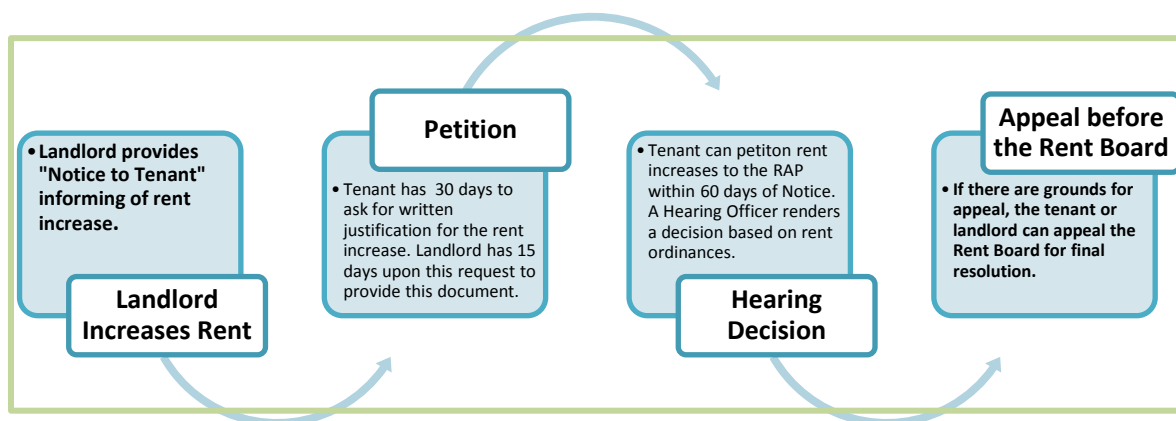 • Landlord provides
"Notice to Tenant"
informing of rent
increase.
Landlord
Increases Rent
Petition
• Tenant has 30 days to
ask for written
justification for the rent
increase. Landlord has 15
days upon this request to
provide this document.
• Tenant can petiton rent
increases to the RAP
within 60 days of Notice.
A Hearing Officer renders
a decision based on rent
ordinances.
Hearing
Decision
Appeal before
the Rent Board
• If there are grounds for
appeal, the tenant or
landlord can appeal the
Rent Board for final
resolution.